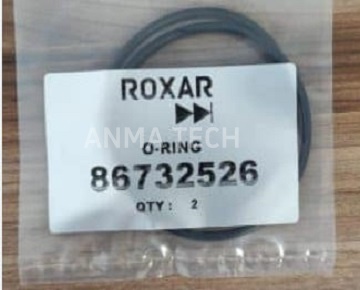 ROXAR
ANMA TECH
O-RING
86732526
QTY: 2